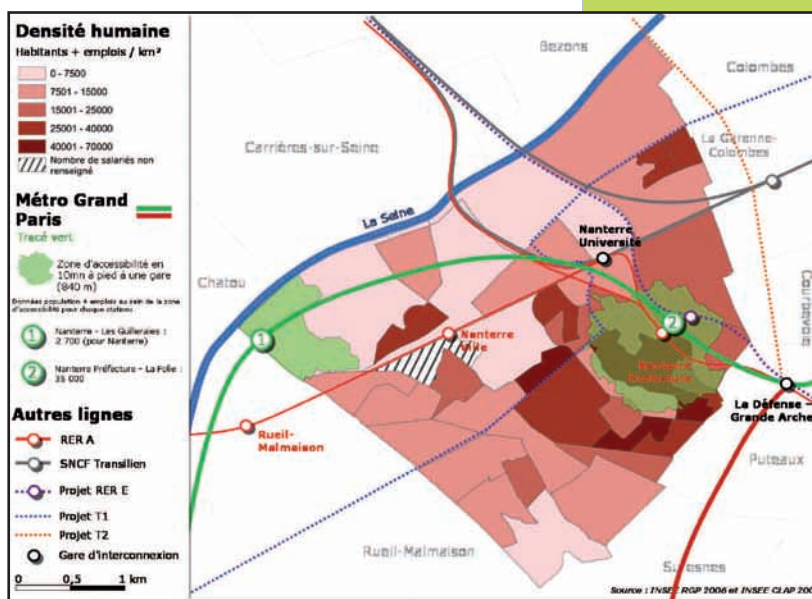 Densité humaine
Habitants + emplois / km²
0 - 7500
7501 - 15000
15001 - 25000
25001 - 40000
40001 - 70000
Nombre de salariés non
renseigné
Métro Grand
Paris
Tracé vert
Zone d'accessibilité en
10mn à pied à une gare
(840 m)
Données population + emplois au sein de la zone
d'accessibilité pour chaque stations :
1
Nanterre - Les Guilleraies :
2 700 (pour Nanterre)
2
Nanterre Préfecture - La Folie :
35 000
Autres lignes
RER A
SNCF Transilien
Projet RER E
Projet T1
Projet T2
Gare d'interconnexion
0 0,5 1 km
Bezons
Colombes
Carrières-sur-Seine
La Garenne-
Colombes
La Seine
Nanterre
Université
Chatou
Courbevoie
1
2
Nanterre
Ville
Nanterre
La Défense -
Grande Arche
Rueil-
Malmaison
Puteaux
Rueil-Malmaison
Suresnes
Source : INSEE RGP 2006 et INSEE CLAP